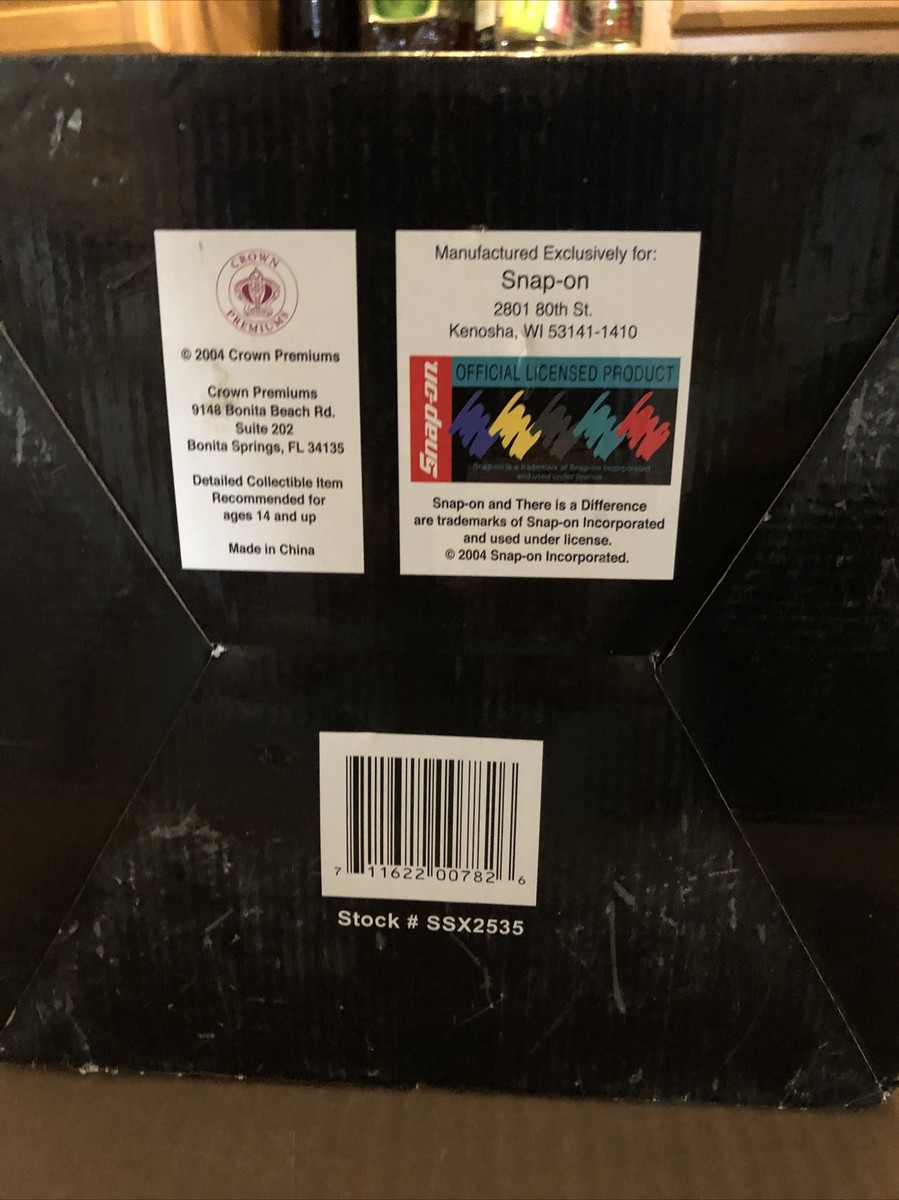 CROWN
PREMIUMS
© 2004 Crown Premiums
Crown Premiums
9148 Bonita Beach Rd.
Suite 202
Bonita Springs, FL 34135
Detailed Collectible Item
Recommended for
ages 14 and up
Made in China
Manufactured Exclusively for:
Snap-on
2801 80th St.
Kenosha, WI 53141-1410
Snap-on
OFFICIAL LICENSED PRODUCT
Snap-on is a trademark of Snap-on Incorporated
and used under license.
Snap-on and There is a Difference
are trademarks of Snap-on Incorporated
and used under license.
© 2004 Snap-on Incorporated.
7 11622 00782 6
Stock # SSX2535